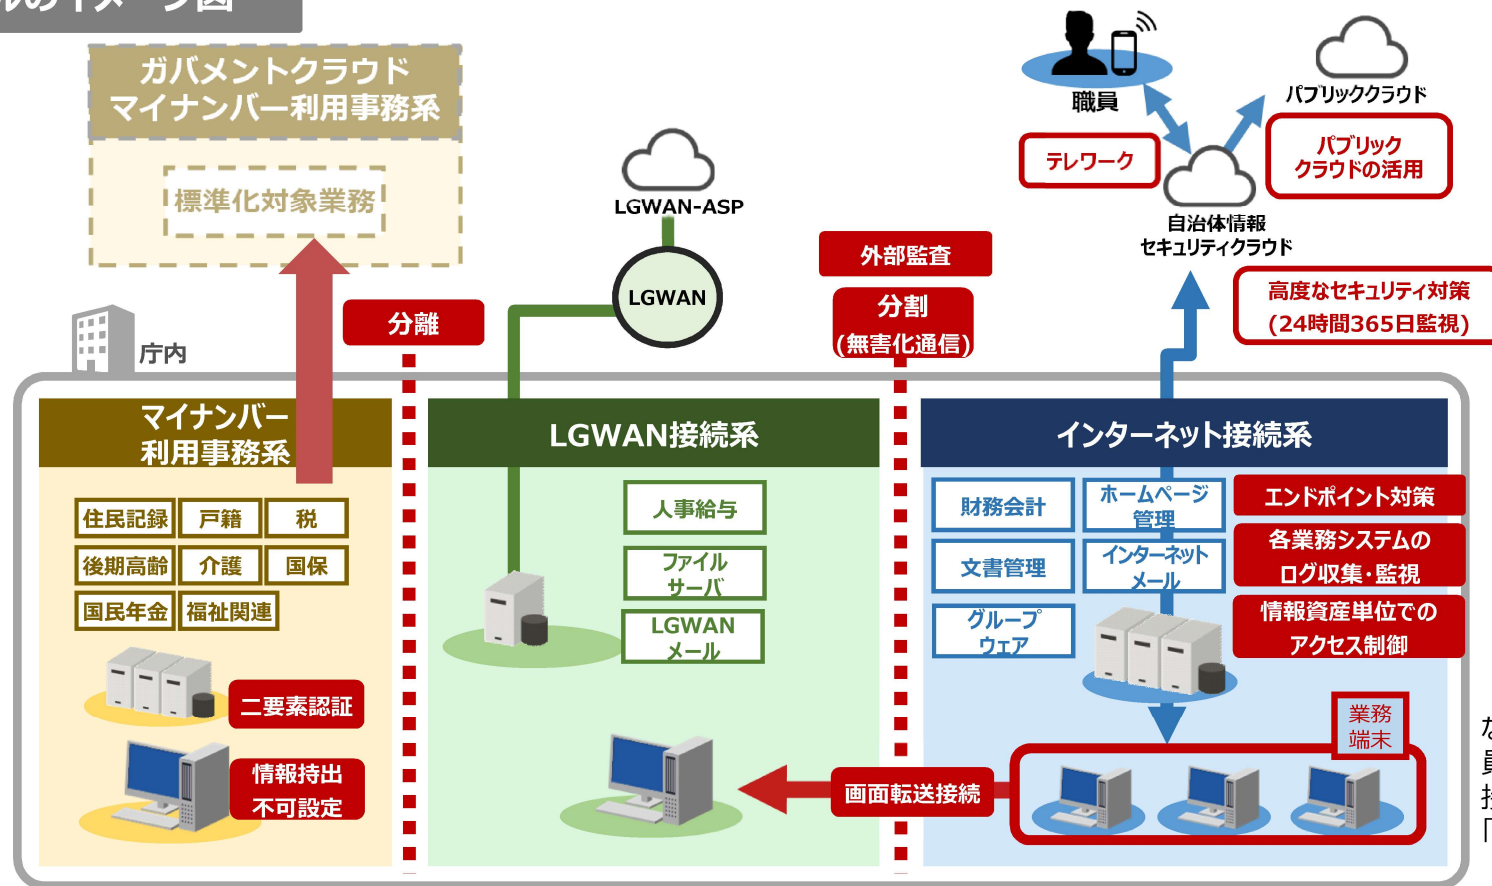 ルのイメージ図
ガバメントクラウド
マイナンバー利用事務系
標準化対象業務
LGWAN-ASP
LGWAN
職員
テレワーク
パブリッククラウド
パブリック
クラウドの活用
自治体情報
セキュリティクラウド
高度なセキュリティ対策
(24時間365日監視)
外部監査
分割
(無害化通信)
分離
庁内
マイナンバー
利用事務系
住民記録
戸籍
税
後期高齢
介護
国保
国民年金
福祉関連
二要素認証
情報持出
不可設定
LGWAN接続系
人事給与
ファイル
サーバ
LGWAN
メール
インターネット接続系
財務会計
ホームページ
管理
文書管理
インターネット
メール
グループ
ウェア
エンドポイント対策
各業務システムの
ログ収集・監視
情報資産単位での
アクセス制御
業務
端末
画面転送接続